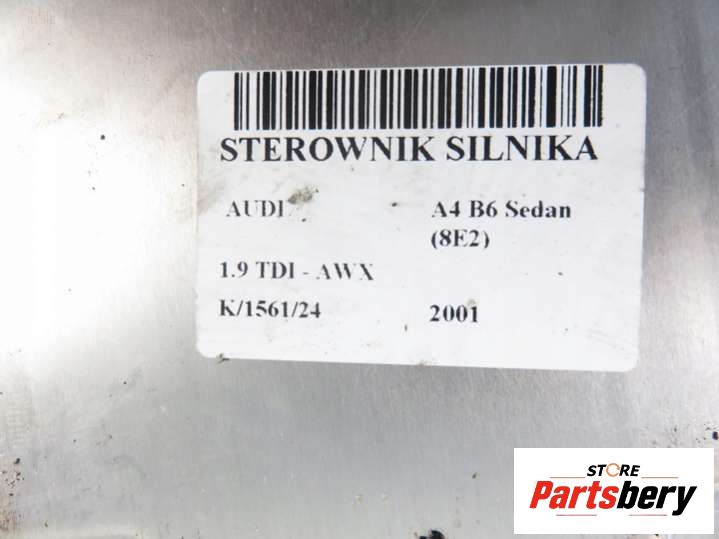 STEROWNIK SILNIKA
AUDI A4 B6 Sedan
(8E2)
1.9 TDI - AWX
K/1561/24 2001
STORE
Partsbery